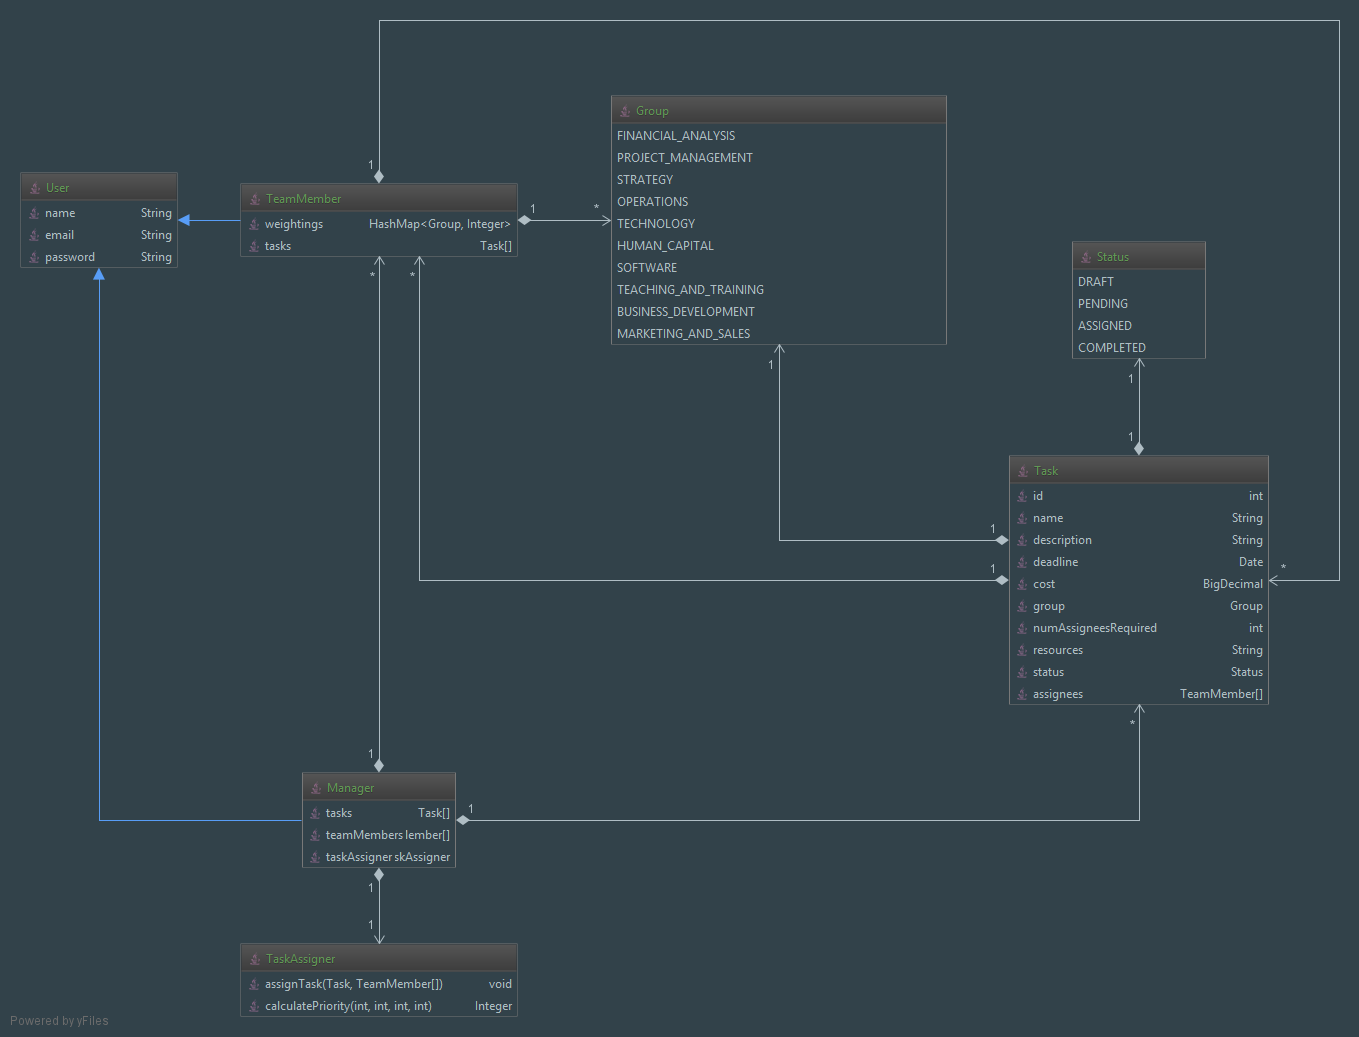 Group
FINANCIAL_ANALYSIS
PROJECT_MANAGEMENT
STRATEGY
OPERATIONS
TECHNOLOGY
HUMAN_CAPITAL
SOFTWARE
TEACHING_AND_TRAINING
BUSINESS_DEVELOPMENT
MARKETING_AND_SALES
User
name String
email String
password String
TeamMember
weightings HashMap<Group, Integer>
tasks Task[]
1
1
*
*
*
1
Status
DRAFT
PENDING
ASSIGNED
COMPLETED
1
1
Task
id int
name String
description String
deadline Date
cost BigDecimal
group Group
numAssigneesRequired int
resources String
status Status
assignees TeamMember[]
1
1
*
*
1
Manager
tasks Task[]
teamMembers lember[]
taskAssigner skAssigner
1
1
1
TaskAssigner
assignTask(Task, TeamMember[]) void
calculatePriority(int, int, int, int) Integer
Powered by yFiles